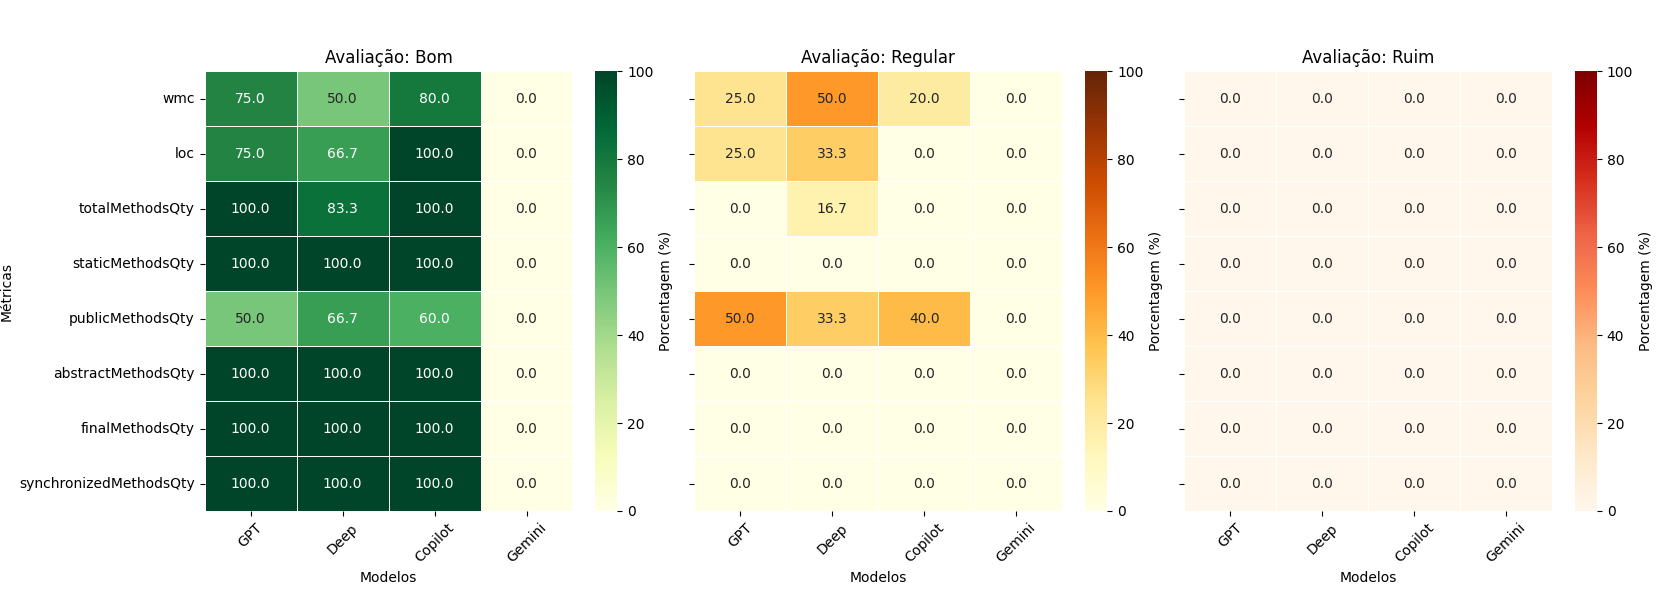 Avaliação: Bom
Métricas
wmc 75.0 50.0 80.0 0.0
loc 75.0 66.7 100.0 0.0
totalMethodsQty 100.0 83.3 100.0 0.0
staticMethodsQty 100.0 100.0 100.0 0.0
publicMethodsQty 50.0 66.7 60.0 0.0
abstractMethodsQty 100.0 100.0 100.0 0.0
finalMethodsQty 100.0 100.0 100.0 0.0
synchronizedMethodsQty 100.0 100.0 100.0 0.0
GPT Deep Copilot Gemini
Modelos
100
80
60
40
20
0
Porcentagem (%)
Avaliação: Regular
25.0 50.0 20.0 0.0
25.0 33.3 0.0 0.0
0.0 16.7 0.0 0.0
0.0 0.0 0.0 0.0
50.0 33.3 40.0 0.0
0.0 0.0 0.0 0.0
0.0 0.0 0.0 0.0
0.0 0.0 0.0 0.0
GPT Deep Copilot Gemini
Modelos
100
80
60
40
20
0
Porcentagem (%)
Avaliação: Ruim
0.0 0.0 0.0 0.0
0.0 0.0 0.0 0.0
0.0 0.0 0.0 0.0
0.0 0.0 0.0 0.0
0.0 0.0 0.0 0.0
0.0 0.0 0.0 0.0
0.0 0.0 0.0 0.0
0.0 0.0 0.0 0.0
GPT Deep Copilot Gemini
Modelos
100
80
60
40
20
0
Porcentagem (%)